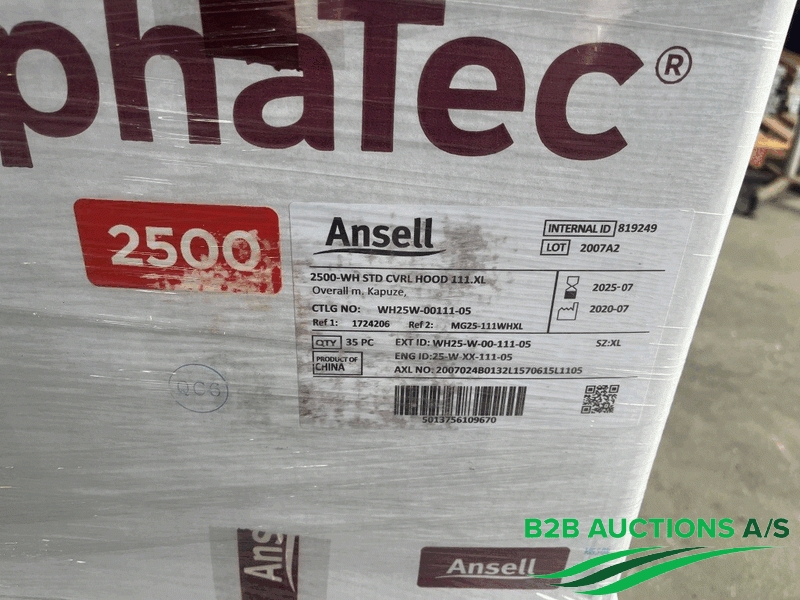 phaTec®
2500
Ansell
INTERNAL ID 819249
LOT 2007A2
2500-WH STD CVRL HOOD 111.XL
Overall m. Kapuze,
2025-07
CTLG NO: WH25W-00111-05
2020-07
Ref 1: 1724206 Ref 2: MG25-111WHXL
QTY 35 PC EXT ID: WH25-W-00-111-05 SZ:XL
PRODUCT OF
CHINA
ENG ID:25-W XX-111-05
AXL NO: 2007024B0132L1570615L1105
QCG
5013756109670
Ansell
Ans
B2B AUCTIONS A/S